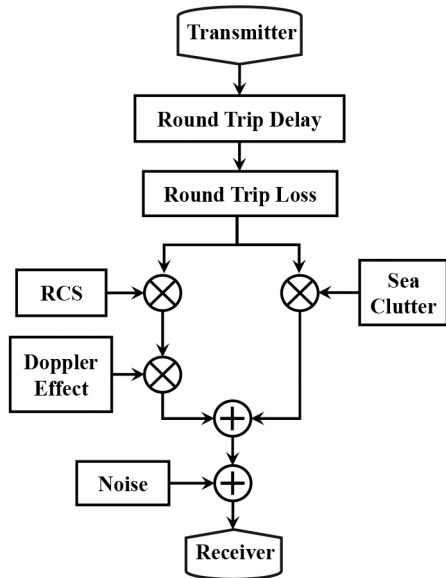 Transmitter
Round Trip Delay
Round Trip Loss
RCS
Sea
Clutter
Doppler
Effect
Noise
Receiver